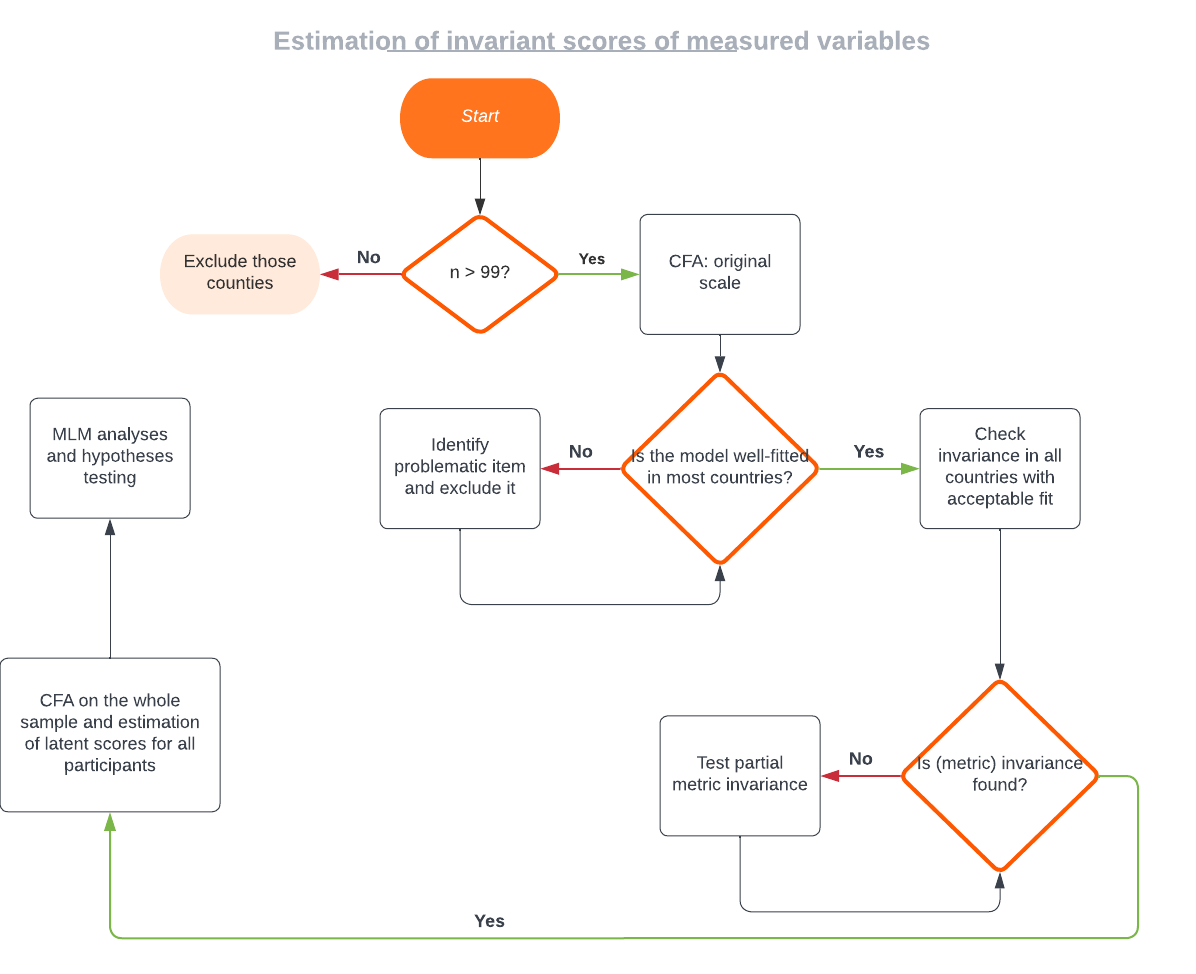 Estimation of invariant scores of measured variables
Start
n > 99?
No
Exclude those
counties
Yes
CFA: original
scale
Is the model well-fitted
in most countries?
No
Identify
problematic item
and exclude it
Yes
Check
invariance in all
countries with
acceptable fit
Is (metric) invariance
found?
No
Test partial
metric invariance
Yes
CFA on the whole
sample and estimation
of latent scores for all
participants
MLM analyses
and hypotheses
testing